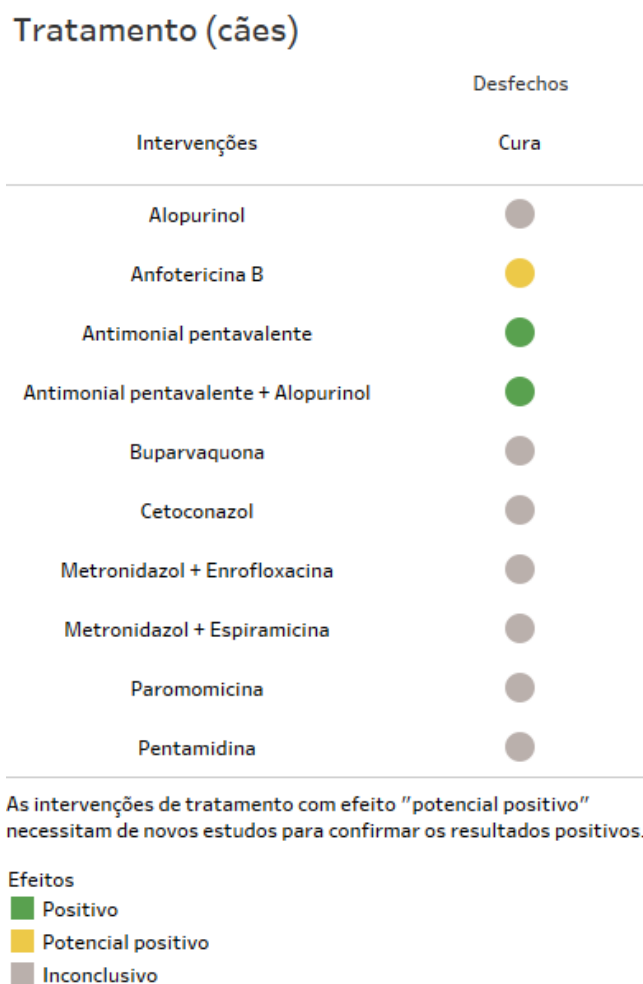 Tratamento (cães)
Desfechos
Intervenções Cura
Alopurinol
Anfotericina B
Antimonial pentavalente
Antimonial pentavalente + Alopurinol
Buparvaquona
Cetoconazol
Metronidazol + Enrofloxacina
Metronidazol + Espiramicina
Paromomicina
Pentamidina
As intervenções de tratamento com efeito "potencial positivo"
necessitam de novos estudos para confirmar os resultados positivos.
Efeitos
Positivo
Potencial positivo
Inconclusivo